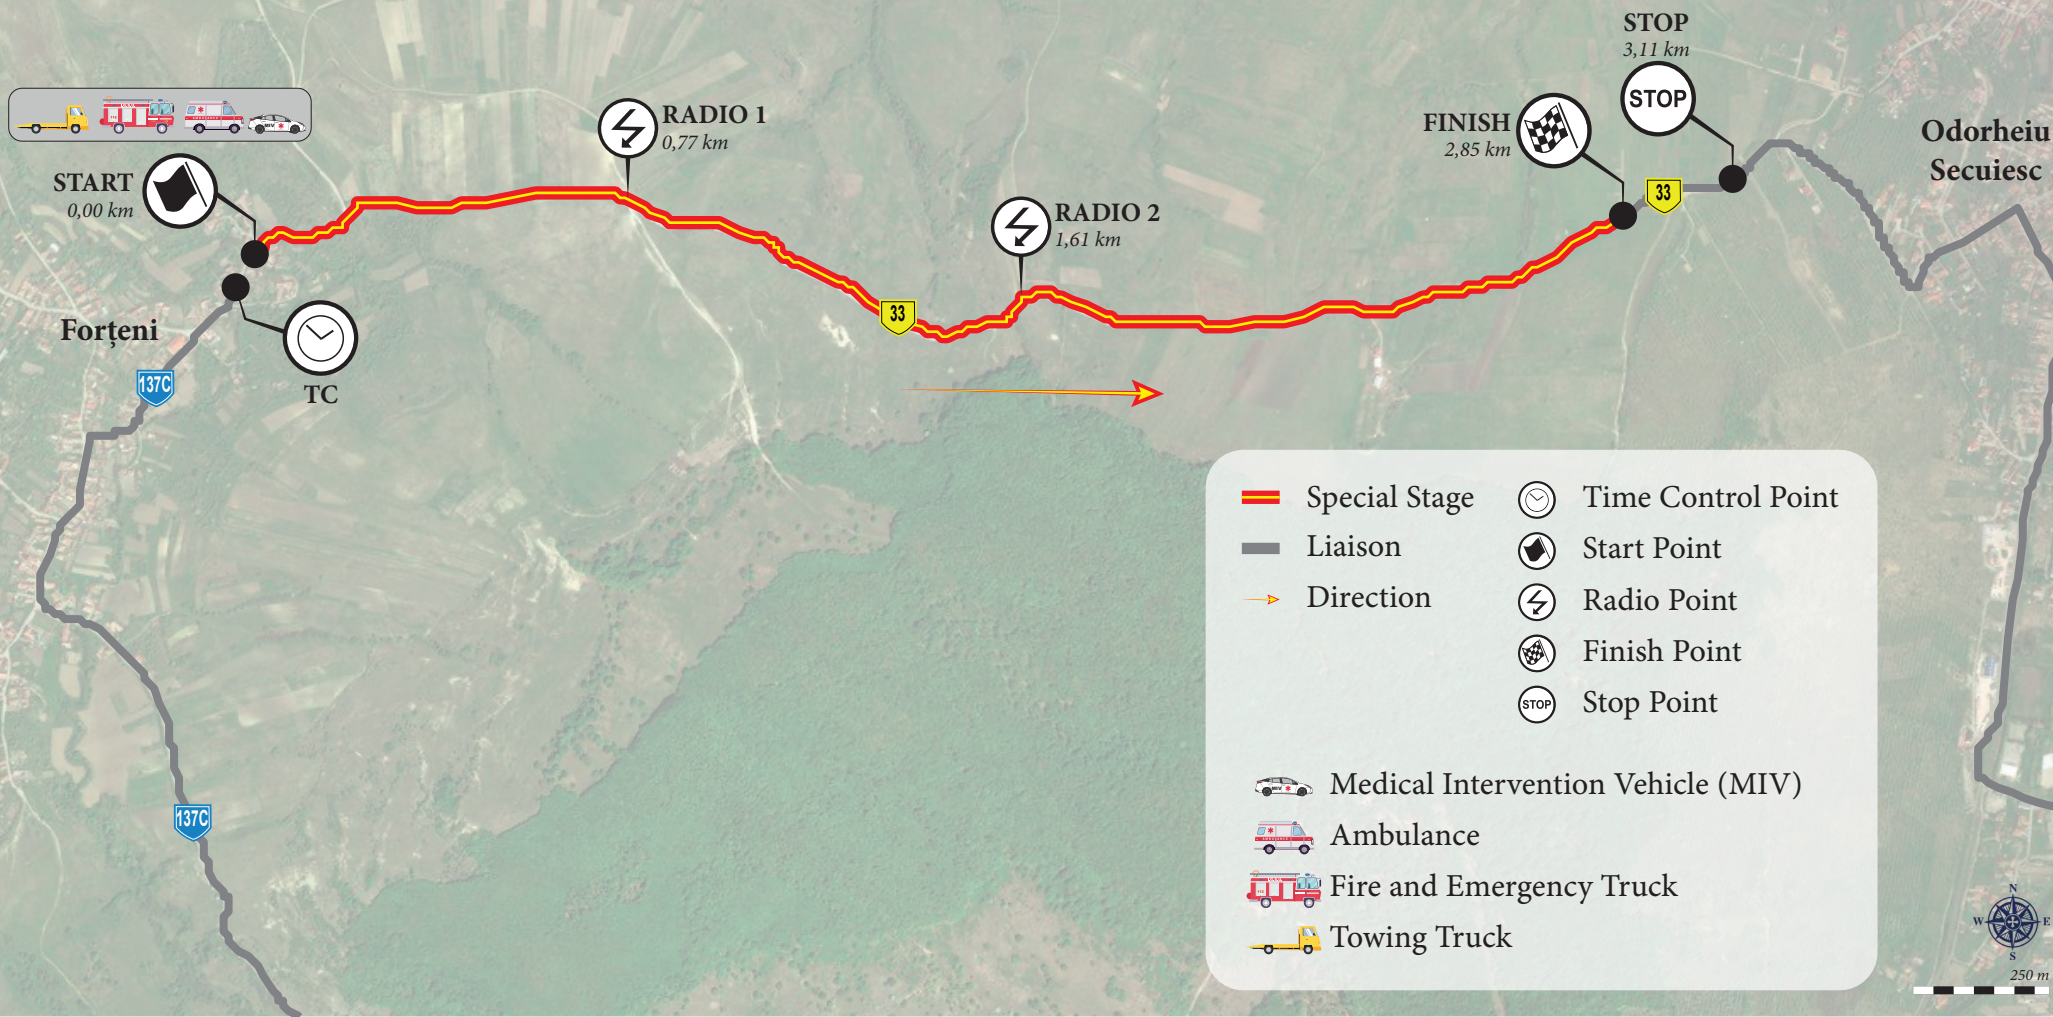 STOP
3,11 km
STOP
RADIO 1
0,77 km
FINISH
2,85 km
Odorheiu
Secuiesc
START
0,00 km
33
RADIO 2
1,61 km
33
Forțeni
137C
TC
137C
Special Stage
Liaison
Direction
Time Control Point
Start Point
Radio Point
Finish Point
STOP
Stop Point
MIV
Medical Intervention Vehicle (MIV)
Ambulance
Fire and Emergency Truck
Towing Truck
N
W
E
S
250 m